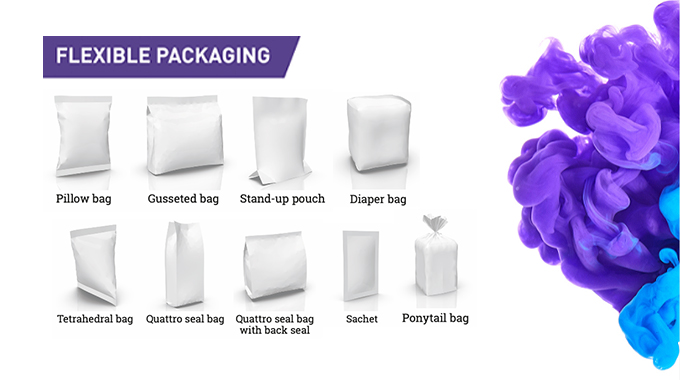 FLEXIBLE PACKAGING
Pillow bag
Gusseted bag
Stand-up pouch
Diaper bag
Tetrahedral bag
Quattro seal bag
Quattro seal bag
with back seal
Sachet
Ponytail bag